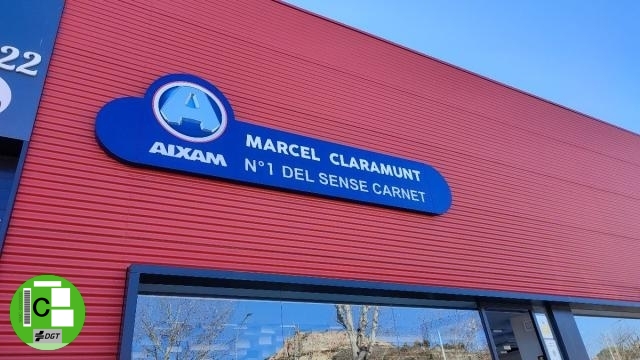 22
AIXAM
MARCEL CLARAMUNT
N°1 DEL SENSE CARNET
C
DGT